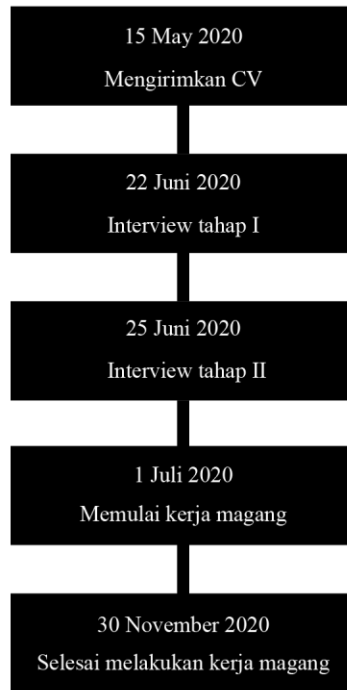 15 May 2020
Mengirimkan CV
22 Juni 2020
Interview tahap I
25 Juni 2020
Interview tahap II
1 Juli 2020
Memulai kerja magang
30 November 2020
Selesai melakukan kerja magang